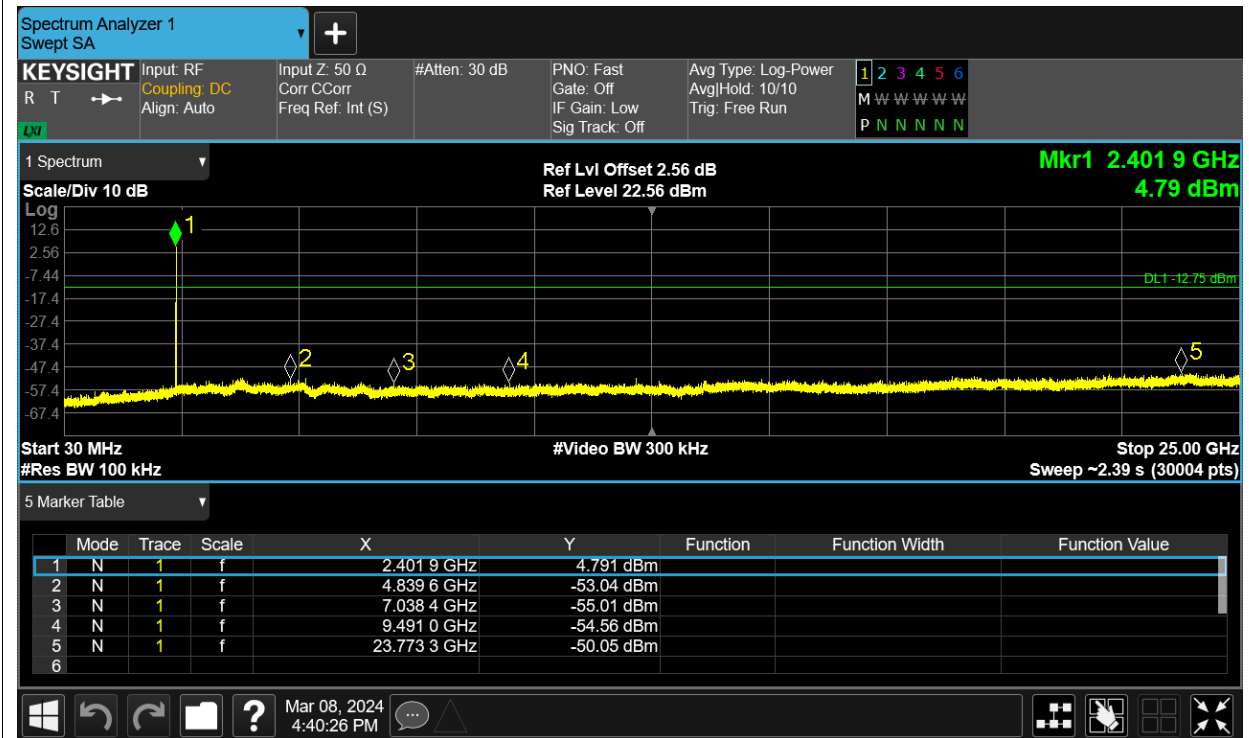 Spectrum Analyzer 1
Swept SA
KEYSIGHT
R T
LXI
Input: RF
Coupling: DC
Align: Auto
Input Z: 50 Ω
Corr CCorr
Freq Ref: Int (S)
#Atten: 30 dB
PNO: Fast
Gate: Off
IF Gain: Low
Sig Track: Off
Avg Type: Log-Power
Avg|Hold: 10/10
Trig: Free Run
1 2 3 4 5 6
M W W W W W
P N N N N N
1 Spectrum
Scale/Div 10 dB
Ref Lvl Offset 2.56 dB
Ref Level 22.56 dBm
Mkr1 2.401 9 GHz
4.79 dBm
Log
12.6
2.56
-7.44
-17.4
-27.4
-37.4
-47.4
-57.4
-67.4
1
DL1 -12.75 dBm
2
3
4
5
Start 30 MHz
#Video BW 300 kHz
Stop 25.00 GHz
#Res BW 100 kHz
Sweep ~2.39 s (30004 pts)
5 Marker Table
Mode Trace Scale X Y Function Function Width Function Value
1 N 1 f 2.401 9 GHz 4.791 dBm
2 N 1 f 4.839 6 GHz -53.04 dBm
3 N 1 f 7.038 4 GHz -55.01 dBm
4 N 1 f 9.491 0 GHz -54.56 dBm
5 N 1 f 23.773 3 GHz -50.05 dBm
6
?
Mar 08, 2024
4:40:26 PM